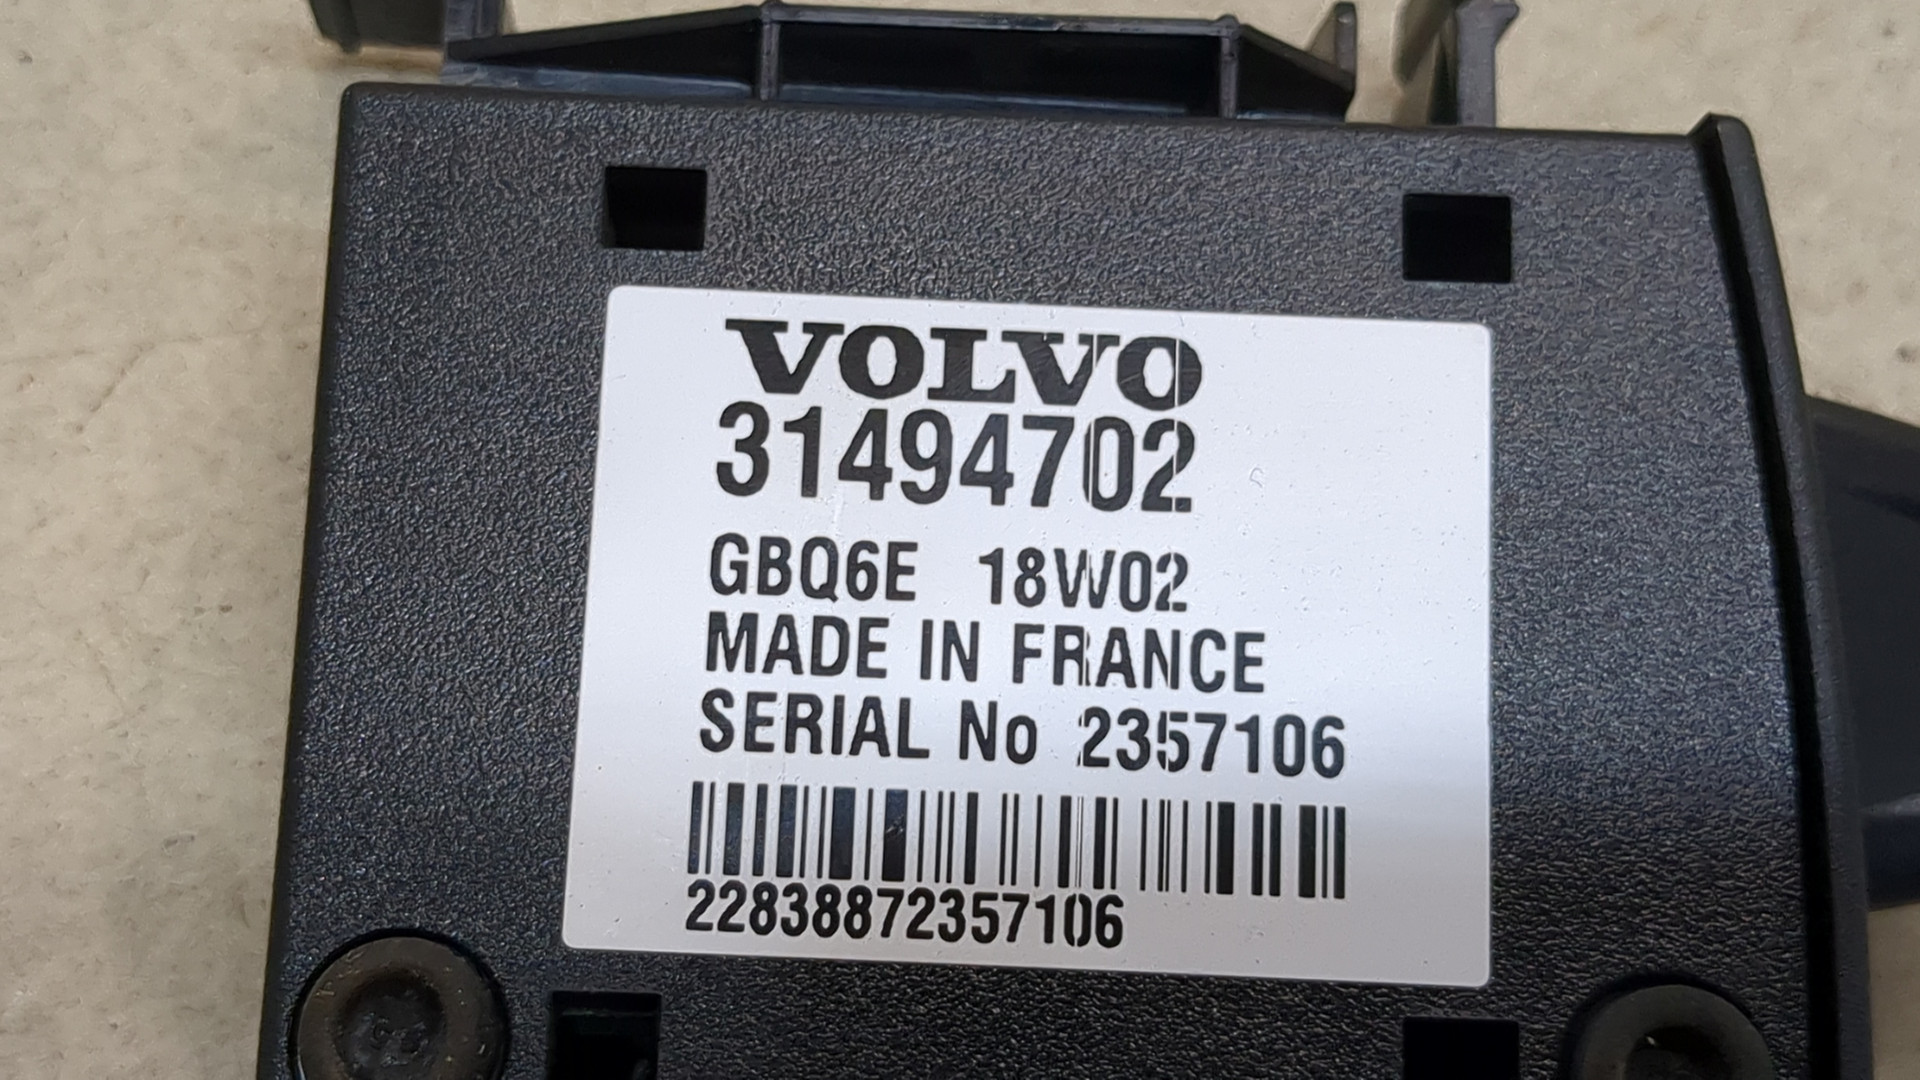 VOLVO
31494702
GBQ6E 18W02
MADE IN FRANCE
SERIAL No 2357106
22838872357106